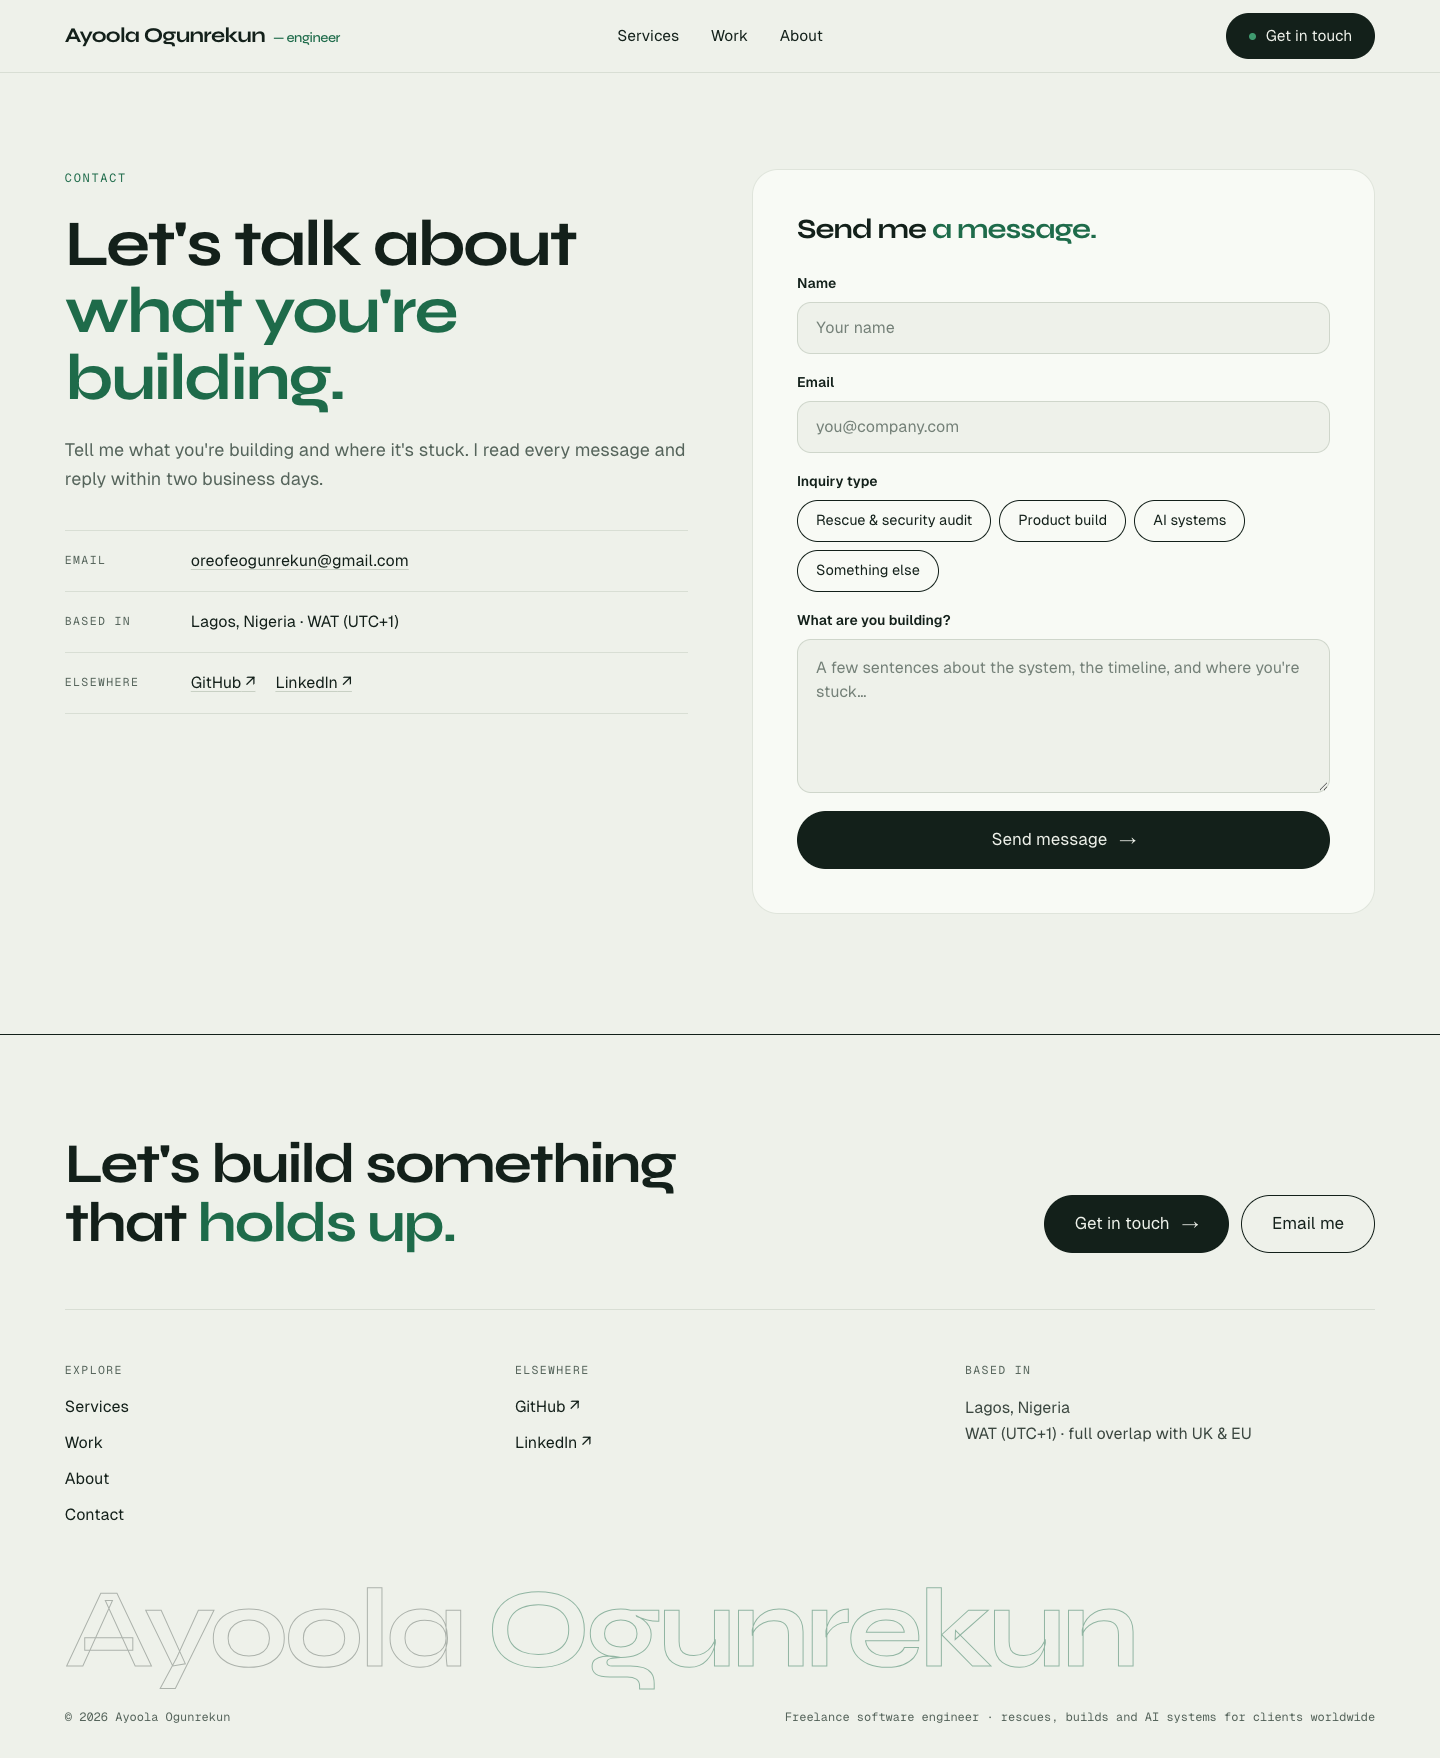 Ayoola Ogunrekun — engineer
Services
Work
About
Get in touch
CONTACT
Let's talk about
what you're
building.
Tell me what you're building and where it's stuck. I read every message and
reply within two business days.
EMAIL
oreofeogunrekun@gmail.com
BASED IN
Lagos, Nigeria · WAT (UTC+1)
ELSEWHERE
GitHub ↗
LinkedIn ↗
Send me a message.
Name
Your name
Email
you@company.com
Inquiry type
Rescue & security audit
Product build
AI systems
Something else
What are you building?
A few sentences about the system, the timeline, and where you're
stuck...
Send message →
Let's build something
that holds up.
Get in touch →
Email me
EXPLORE
Services
Work
About
Contact
ELSEWHERE
GitHub ↗
LinkedIn ↗
BASED IN
Lagos, Nigeria
WAT (UTC+1) · full overlap with UK & EU
Ayoola Ogunrekun
© 2026 Ayoola Ogunrekun
Freelance software engineer · rescues, builds and AI systems for clients worldwide